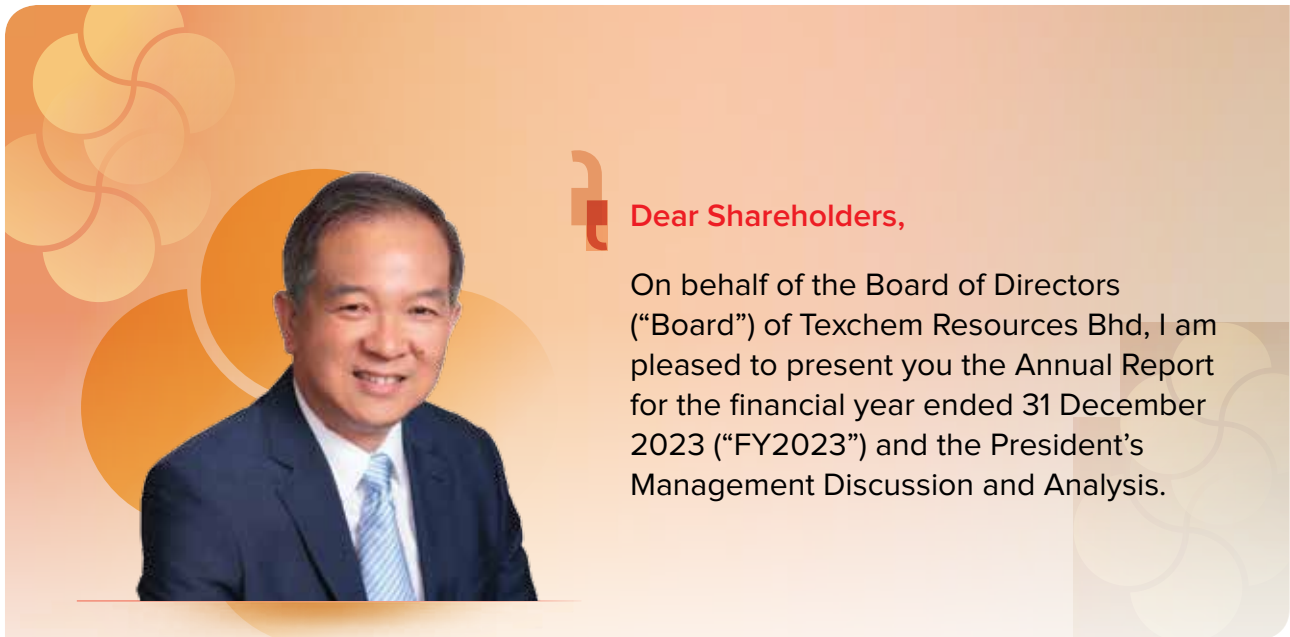 Dear Shareholders,
On behalf of the Board of Directors
(“Board”) of Texchem Resources Bhd, I am
pleased to present you the Annual Report
for the financial year ended 31 December
2023 (“FY2023”) and the President’s
Management Discussion and Analysis.